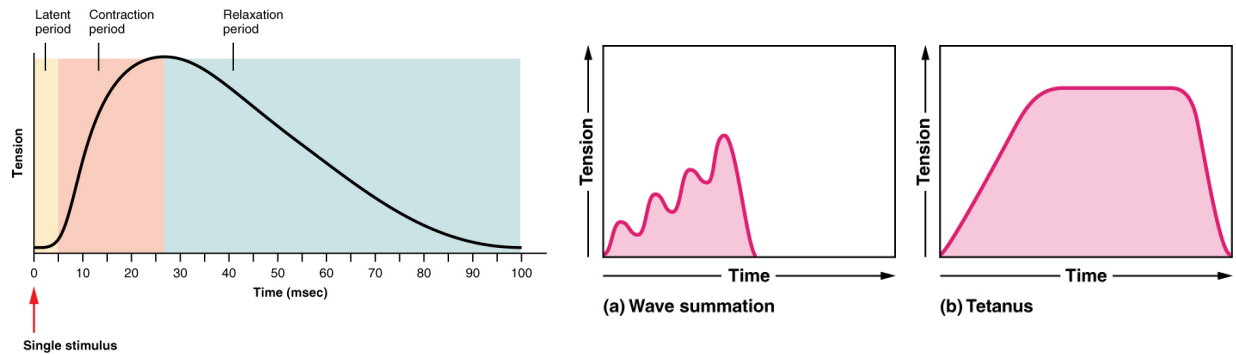 Latent
period
Contraction
period
Relaxation
period
Tension
0 10 20 30 40 50 60 70 80 90 100
Time (msec)
Single stimulus
Tension
Time
(a) Wave summation
Tension
Time
(b) Tetanus